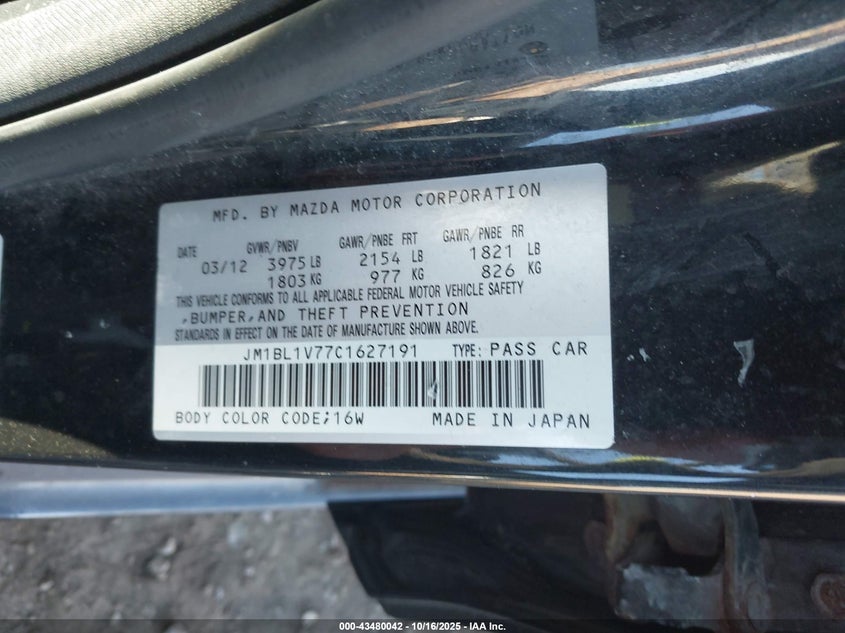 MFD. BY MAZDA MOTOR CORPORATION
DATE GVWR/PNBV GAWR/PNBE FRT GAWR/PNBE RR
03/12 3975 LB 2154 LB 1821 LB
1803 KG 977 KG 826 KG
THIS VEHICLE CONFORMS TO ALL APPLICABLE FEDERAL MOTOR VEHICLE SAFETY
,BUMPER,AND THEFT PREVENTION
STANDARDS IN EFFECT ON THE DATE OF MANUFACTURE SHOWN ABOVE.
JM1BL1V77C1627191 TYPE: PASS CAR
BODY COLOR CODE;16W MADE IN JAPAN
000-43480042 - 10/16/2025 - IAA Inc.